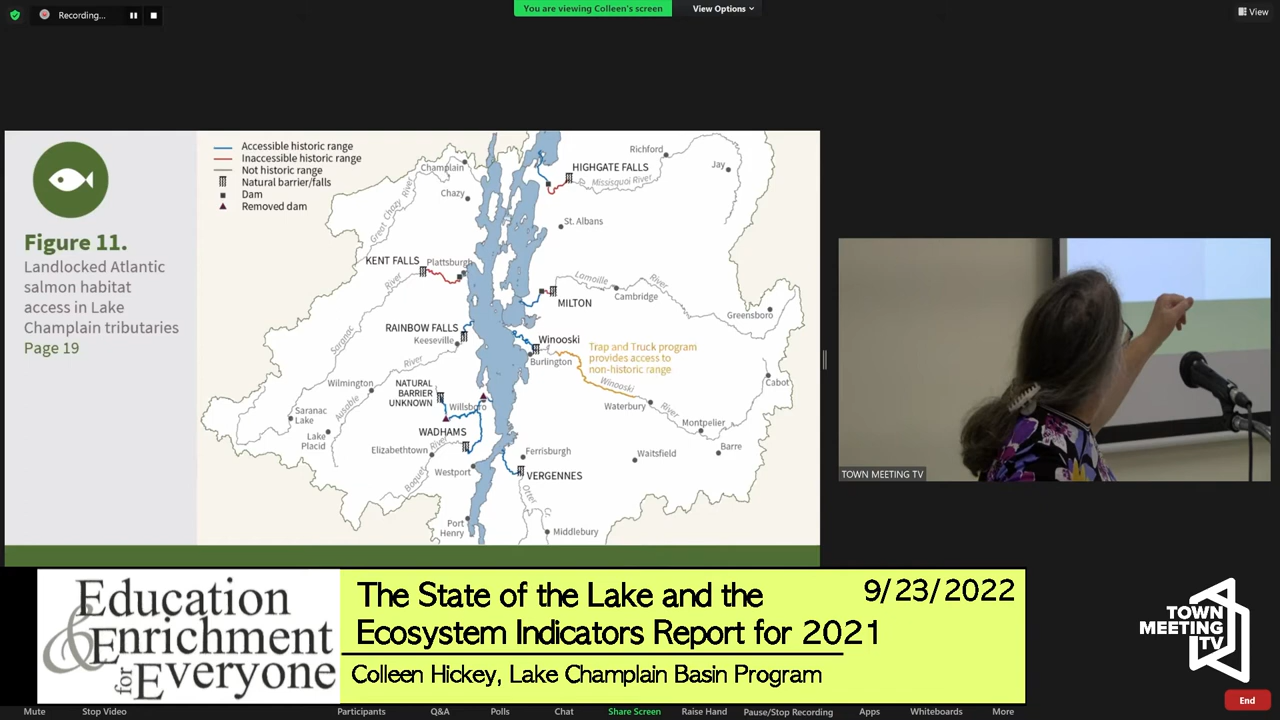 Recording...
You are viewing Colleen's screen
View Options
View
Figure 11.
Landlocked Atlantic
salmon habitat
access in Lake
Champlain tributaries
Page 19
Accessible historic range
Inaccessible historic range
Not historic range
Natural barrier/falls
Dam
Removed dam
Champlain
Chazy
Great Chazy River
Richford
Jay
HIGHGATE FALLS
Missisquoi River
St. Albans
KENT FALLS
Plattsburgh
River
Saranac
Lamoille
River
MILTON
Cambridge
Greensboro
RAINBOW FALLS
Keeseville
Winooski
Burlington
Trap and Truck program
provides access to
non-historic range
River
Ausable
Wilmington
NATURAL
BARRIER
UNKNOWN
Willsboro
Winooski
River
Waterbury
Cabot
Saranac
Lake
Lake
Placid
WADHAMS
Elizabethtown
River
Boquet
Westport
Ferrisburgh
VERGENNES
Montpelier
Barre
Waitsfield
Port
Henry
Otter Cr.
Middlebury
TOWN MEETING TV
Education
& Enrichment
for Everyone
The State of the Lake and the
Ecosystem Indicators Report for 2021
9/23/2022
Colleen Hickey, Lake Champlain Basin Program
TOWN
MEETING
TV
Mute
Stop Video
Participants
Q&A
Polls
Chat
Share Screen
Raise Hand
Pause/Stop Recording
Apps
Whiteboards
More
End